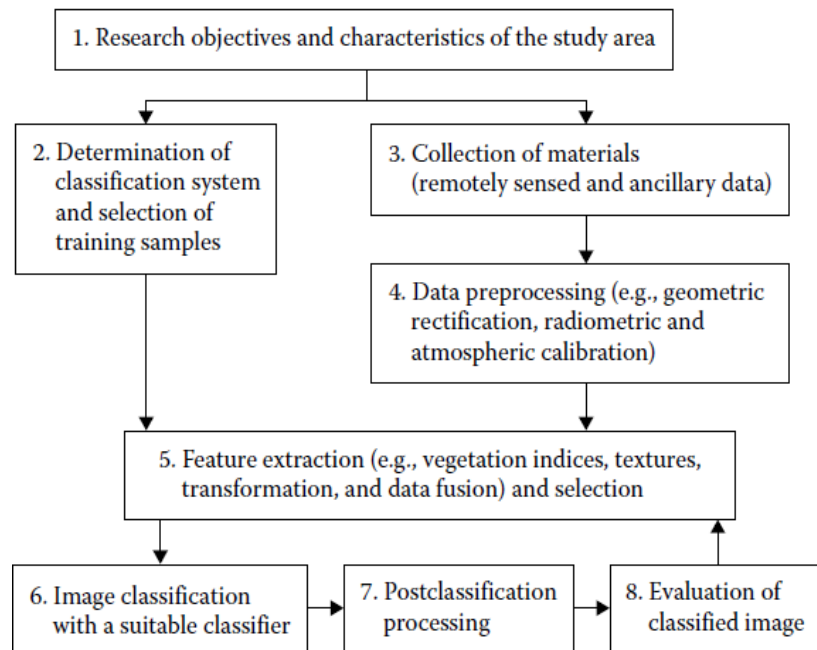 1. Research objectives and characteristics of the study area
2. Determination of
classification system
and selection of
training samples
3. Collection of materials
(remotely sensed and ancillary data)
4. Data preprocessing (e.g., geometric
rectification, radiometric and
atmospheric calibration)
5. Feature extraction (e.g., vegetation indices, textures,
transformation, and data fusion) and selection
6. Image classification
with a suitable classifier
7. Postclassification
processing
8. Evaluation of
classified image